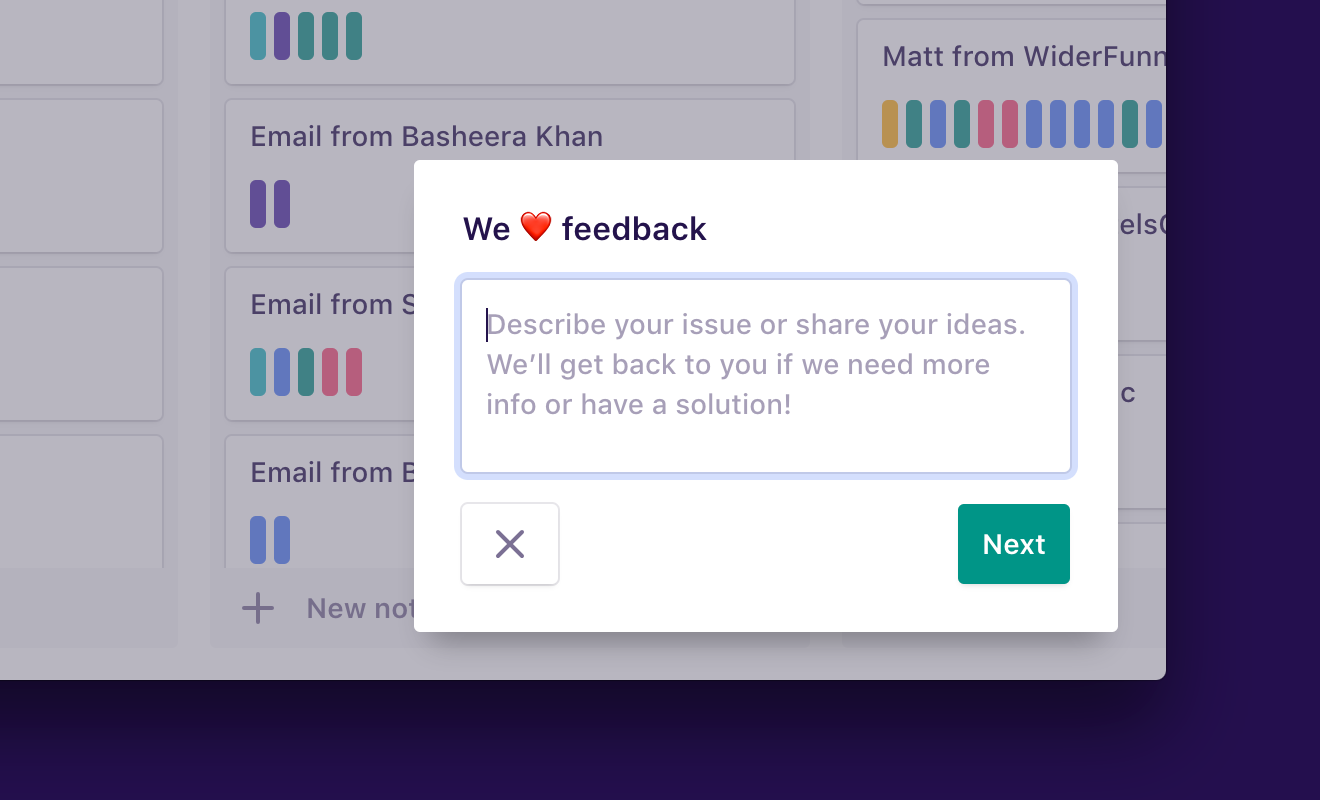 Matt from WiderFunn
Email from Basheera Khan
We ❤️ feedback
elsC
Email from S
Describe your issue or share your ideas.
We’ll get back to you if we need more
info or have a solution!
c
Email from B
Next
New not